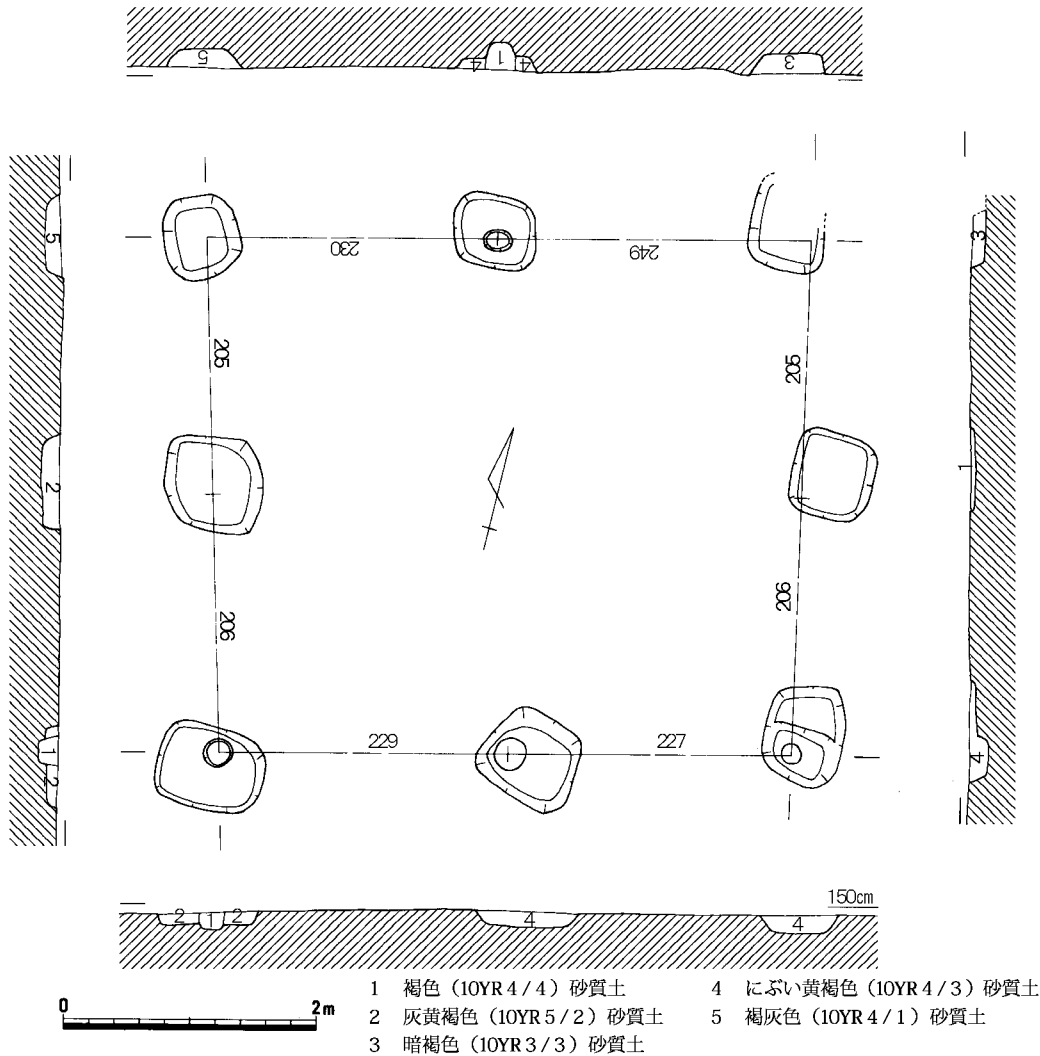 5
4 1 4
3
5
3
230
249
205
205
2
1
206
206
229
227
1
2
4
150cm
2 1 2
4
4
0 2m
1 褐色(10YR 4/4)砂質土
2 灰黄褐色(10YR 5/2)砂質土
3 暗褐色(10YR 3/3)砂質土
4 にぶい黄褐色(10YR 4/3)砂質土
5 褐灰色(10YR 4/1)砂質土